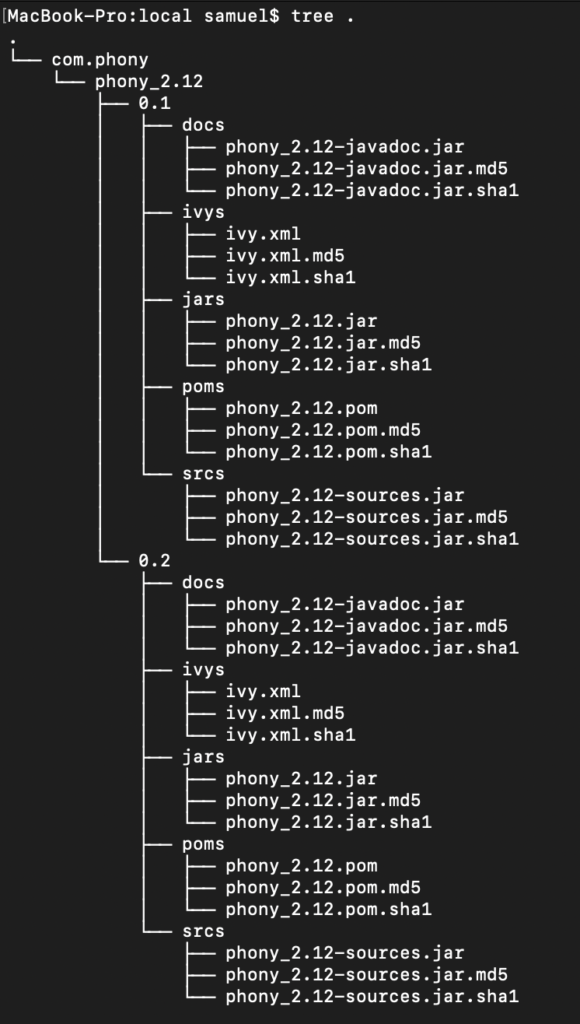 [MacBook-Pro:local samuel$ tree .
.
└── com.phony
    └── phony_2.12
        ├── 0.1
        │   ├── docs
        │   │   ├── phony_2.12-javadoc.jar
        │   │   ├── phony_2.12-javadoc.jar.md5
        │   │   └── phony_2.12-javadoc.jar.sha1
        │   ├── ivys
        │   │   ├── ivy.xml
        │   │   ├── ivy.xml.md5
        │   │   └── ivy.xml.sha1
        │   ├── jars
        │   │   ├── phony_2.12.jar
        │   │   ├── phony_2.12.jar.md5
        │   │   └── phony_2.12.jar.sha1
        │   ├── poms
        │   │   ├── phony_2.12.pom
        │   │   ├── phony_2.12.pom.md5
        │   │   └── phony_2.12.pom.sha1
        │   └── srcs
        │       ├── phony_2.12-sources.jar
        │       ├── phony_2.12-sources.jar.md5
        │       └── phony_2.12-sources.jar.sha1
        └── 0.2
            ├── docs
            │   ├── phony_2.12-javadoc.jar
            │   ├── phony_2.12-javadoc.jar.md5
            │   └── phony_2.12-javadoc.jar.sha1
            ├── ivys
            │   ├── ivy.xml
            │   ├── ivy.xml.md5
            │   └── ivy.xml.sha1
            ├── jars
            │   ├── phony_2.12.jar
            │   ├── phony_2.12.jar.md5
            │   └── phony_2.12.jar.sha1
            ├── poms
            │   ├── phony_2.12.pom
            │   ├── phony_2.12.pom.md5
            │   └── phony_2.12.pom.sha1
            └── srcs
                ├── phony_2.12-sources.jar
                ├── phony_2.12-sources.jar.md5
                └── phony_2.12-sources.jar.sha1